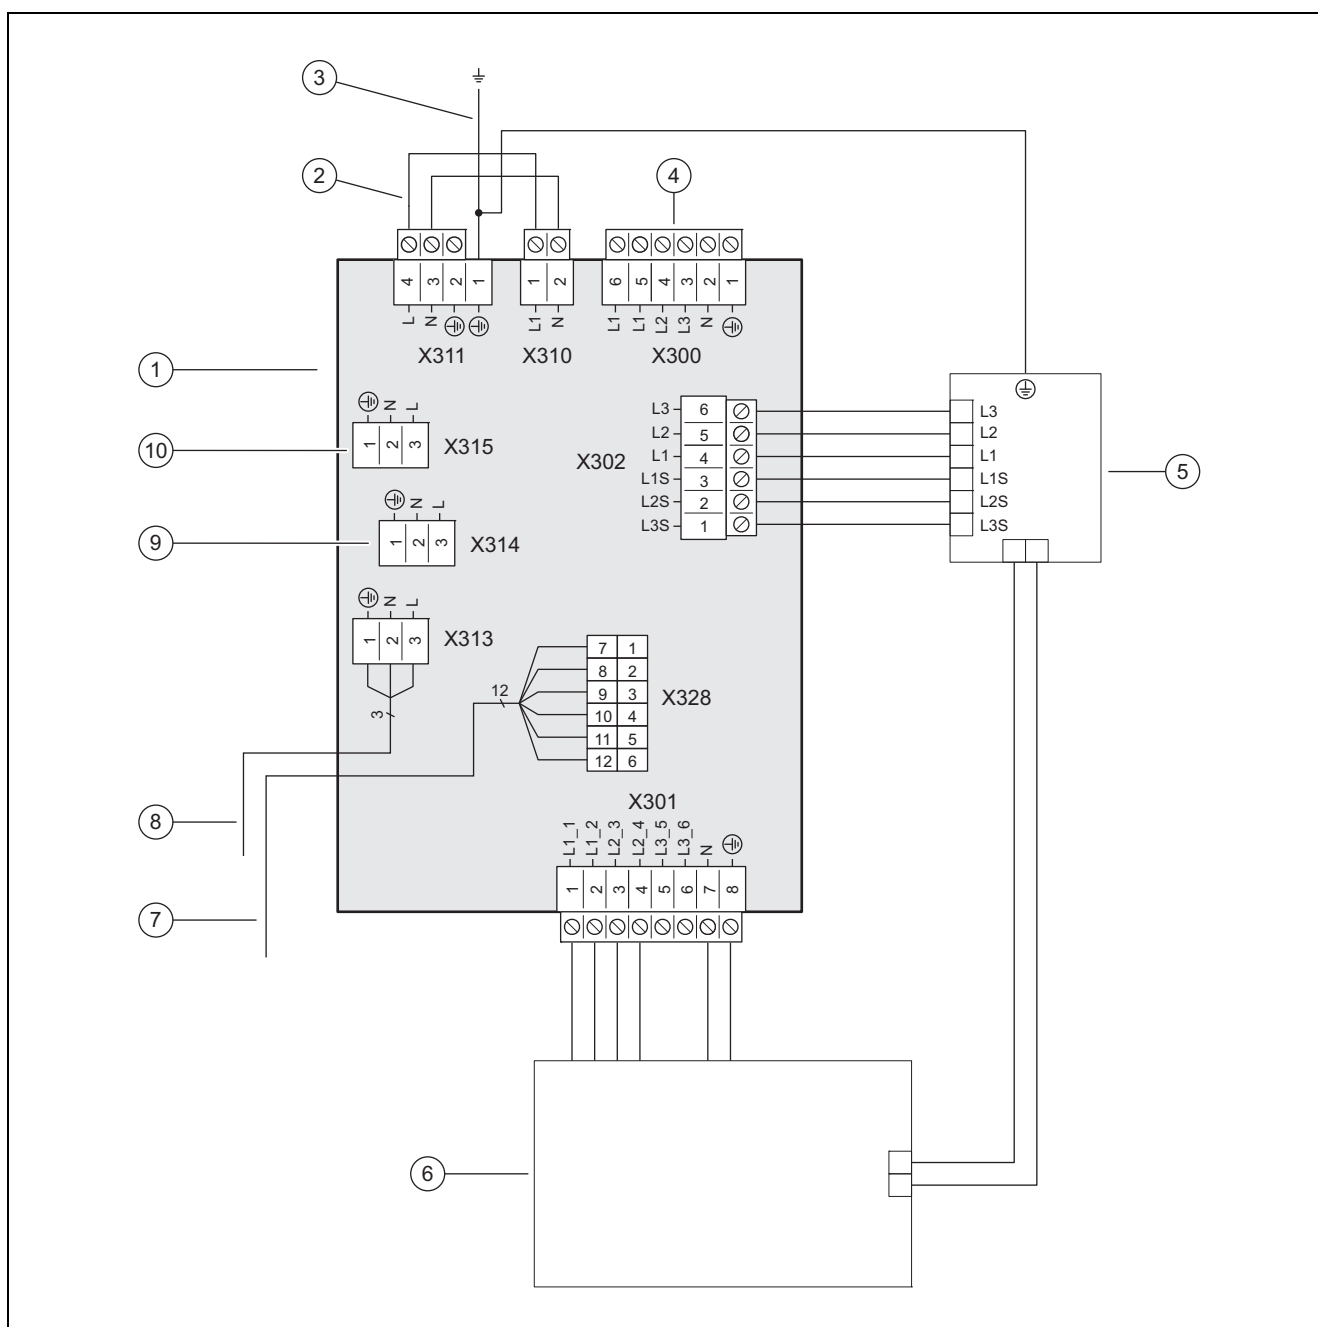 3
2
4
4 3 2 1
1 2
6 5 4 3 2 1
L N
L1 N
L1 L1 L2 L3 N
X311
X310
X300
1
N L
1 2 3
X315
10
L3 6
L2 5
L1 4
X302
L1S 3
L2S 2
L3S 1
L3
L2
L1
L1S
L2S
L3S
5
N L
1 2 3
X314
9
N L
1 2 3
X313
3
12
7 1
8 2
9 3
10 4
11 5
12 6
X328
8
7
X301
L1_1 L1_2 L2_3 L2_4 L3_5 L3_6 N
1 2 3 4 5 6 7 8
6